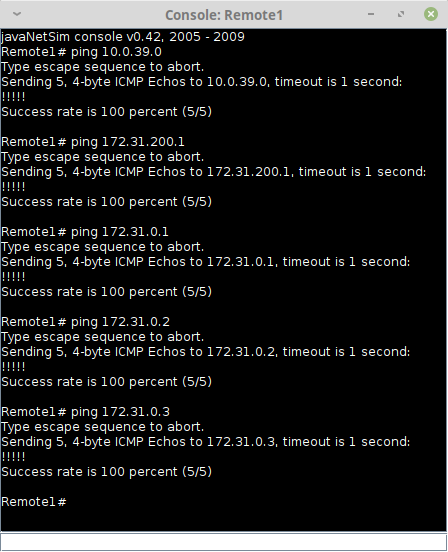 Console: Remote1
javaNetSim console v0.42, 2005 - 2009
Remote1# ping 10.0.39.0
Type escape sequence to abort.
Sending 5, 4-byte ICMP Echos to 10.0.39.0, timeout is 1 second:
!!!!!
Success rate is 100 percent (5/5)
Remote1# ping 172.31.200.1
Type escape sequence to abort.
Sending 5, 4-byte ICMP Echos to 172.31.200.1, timeout is 1 second:
!!!!!
Success rate is 100 percent (5/5)
Remote1# ping 172.31.0.1
Type escape sequence to abort.
Sending 5, 4-byte ICMP Echos to 172.31.0.1, timeout is 1 second:
!!!!!
Success rate is 100 percent (5/5)
Remote1# ping 172.31.0.2
Type escape sequence to abort.
Sending 5, 4-byte ICMP Echos to 172.31.0.2, timeout is 1 second:
!!!!!
Success rate is 100 percent (5/5)
Remote1# ping 172.31.0.3
Type escape sequence to abort.
Sending 5, 4-byte ICMP Echos to 172.31.0.3, timeout is 1 second:
!!!!!
Success rate is 100 percent (5/5)
Remote1#